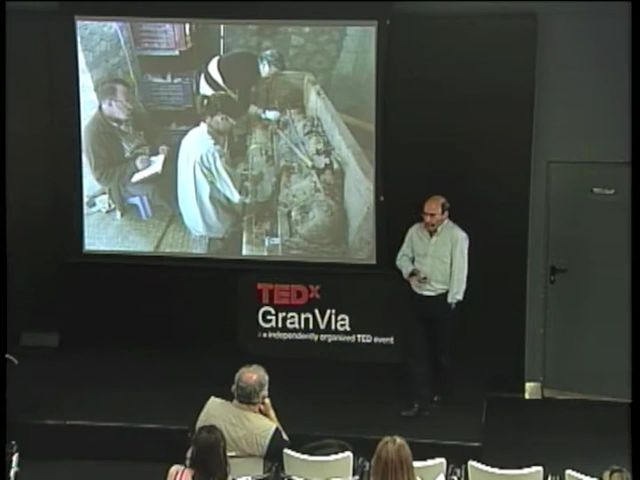 TEDx
GranVia
x = independently organized TED event